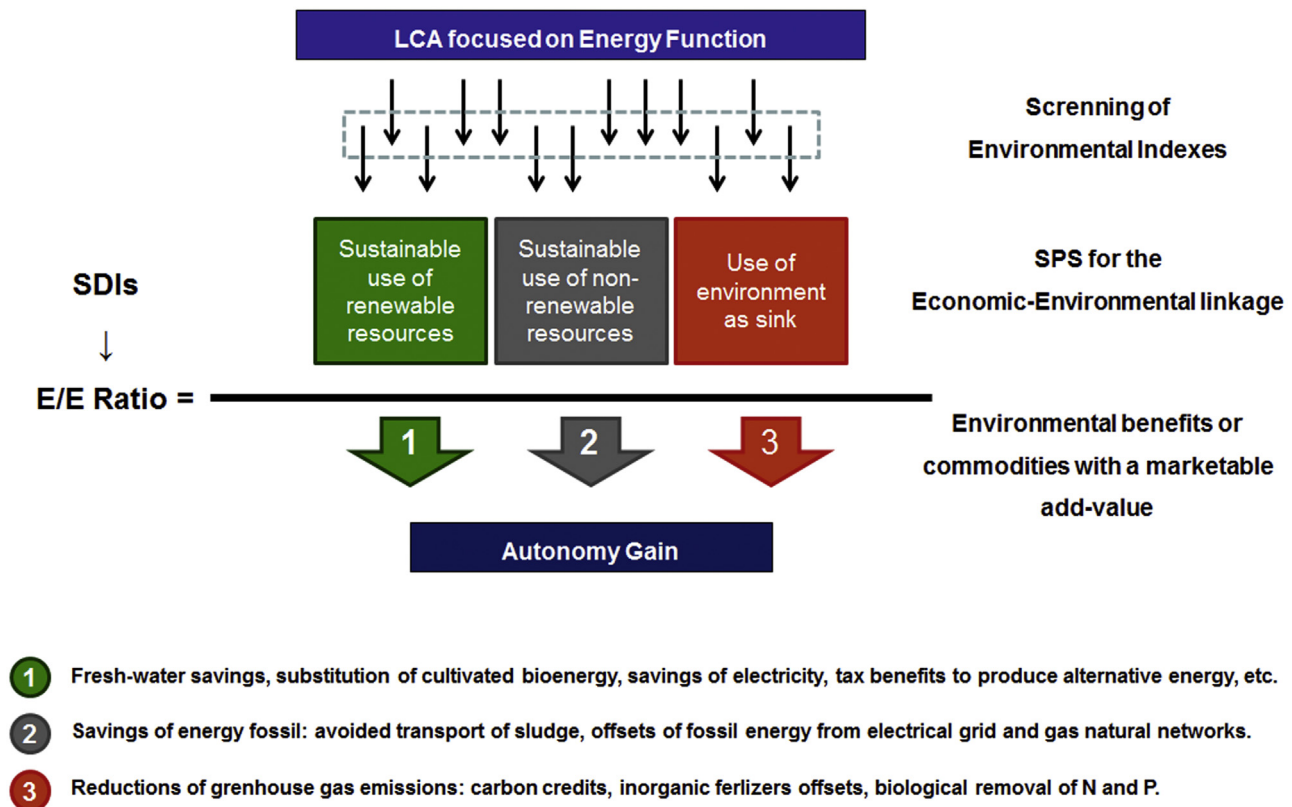 LCA focused on Energy Function
Screnning of
Environmental Indexes
Sustainable
use of
renewable
resources
Sustainable
use of non-
renewable
resources
Use of
environment
as sink
SPS for the
Economic-Environmental linkage
SDIs
↓
E/E Ratio =
1
2
3
Environmental benefits or
commodities with a marketable
add-value
Autonomy Gain
1 Fresh-water savings, substitution of cultivated bioenergy, savings of electricity, tax benefits to produce alternative energy, etc.
2 Savings of energy fossil: avoided transport of sludge, offsets of fossil energy from electrical grid and gas natural networks.
3 Reductions of grenhouse gas emissions: carbon credits, inorganic ferlizers offsets, biological removal of N and P.